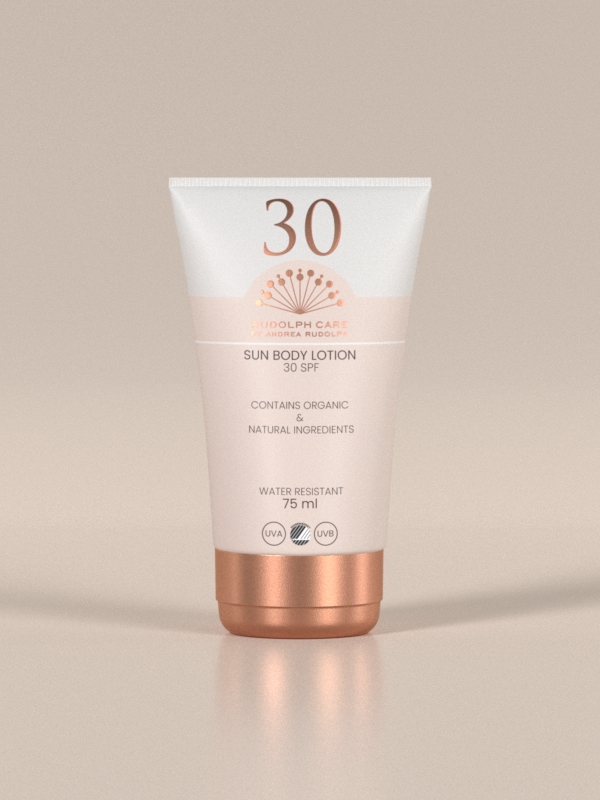 30
RUDOLPH CARE
BY ANDREA RUDOLPH
SUN BODY LOTION
30 SPF
CONTAINS ORGANIC
&
NATURAL INGREDIENTS
WATER RESISTANT
75 ml
UVA UVB